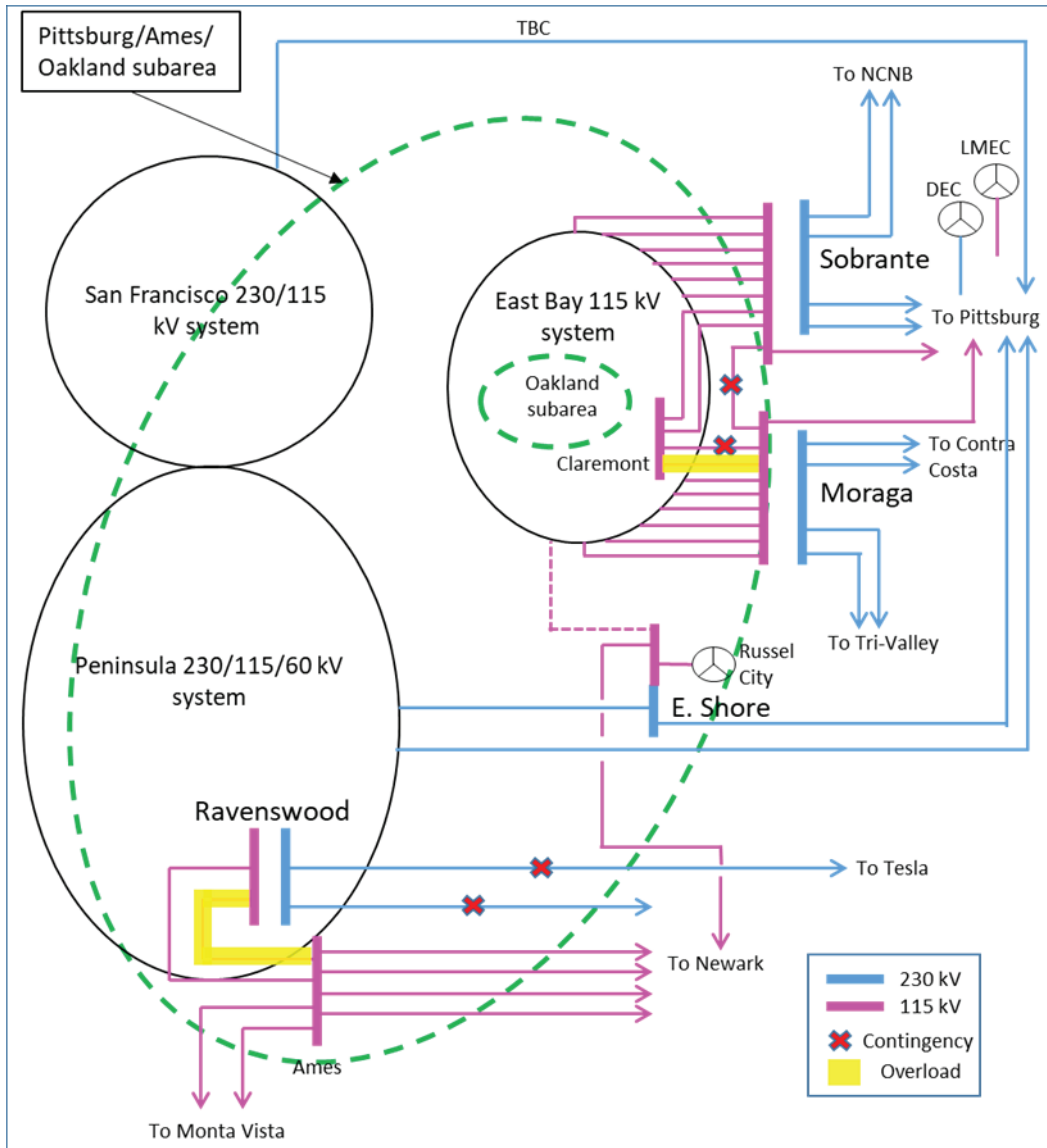 Pittsburg/Ames/
Oakland subarea
TBC
To NCNB
LMEC
DEC
Sobrante
San Francisco 230/115
kV system
East Bay 115 kV
system
To Pittsburg
Oakland
subarea
To Contra
Costa
Claremont
Moraga
To Tri-Valley
Russel
City
Peninsula 230/115/60 kV
system
E. Shore
Ravenswood
To Tesla
To Newark
230 kV
115 kV
Contingency
Overload
Ames
To Monta Vista